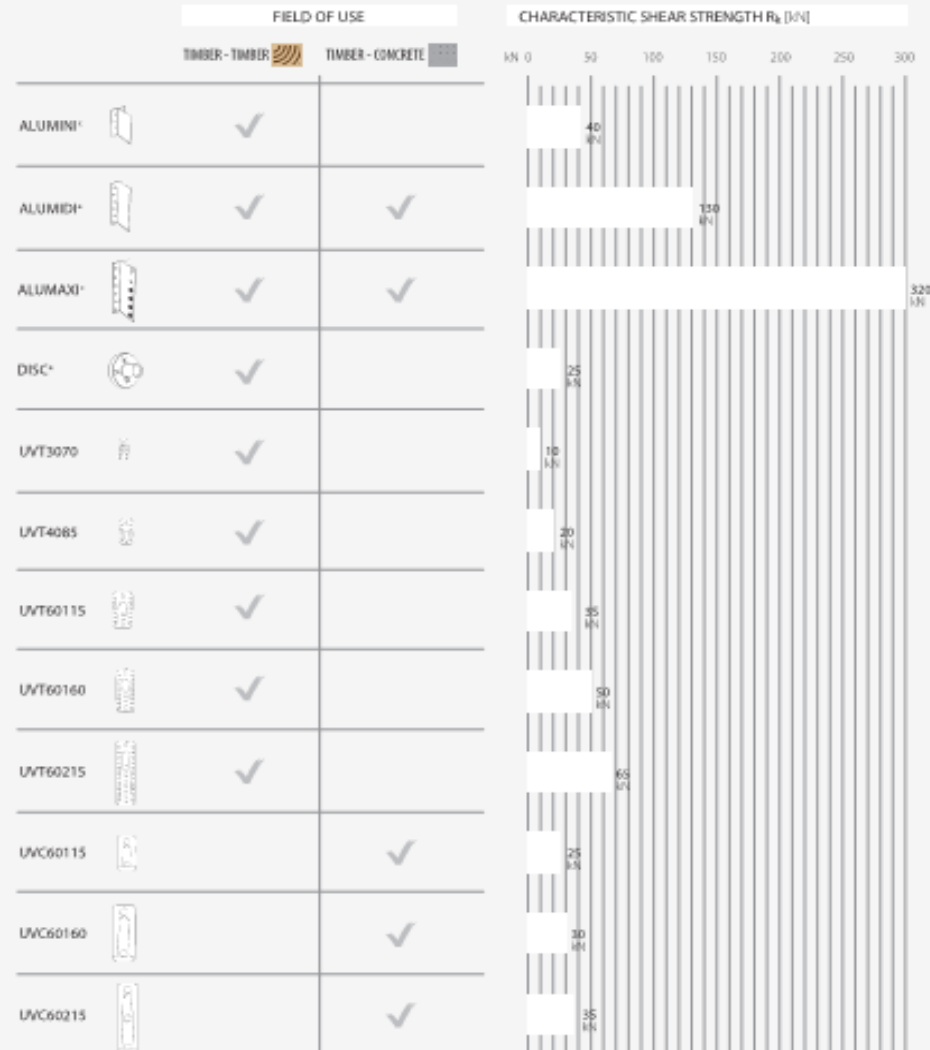 FIELD OF USE
CHARACTERISTIC SHEAR STRENGTH Rk [kN]
TIMBER - TIMBER TIMBER - CONCRETE
kN 0 50 100 150 200 250 300
ALUMINI
40
kN
ALUMIDI
130
kN
ALUMAXI
320
kN
DISC
25
kN
UVT3070
10
kN
UVT4085
20
kN
UVT60115
35
kN
UVT60160
50
kN
UVT60215
65
kN
UVC60115
25
kN
UVC60160
30
kN
UVC60215
35
kN